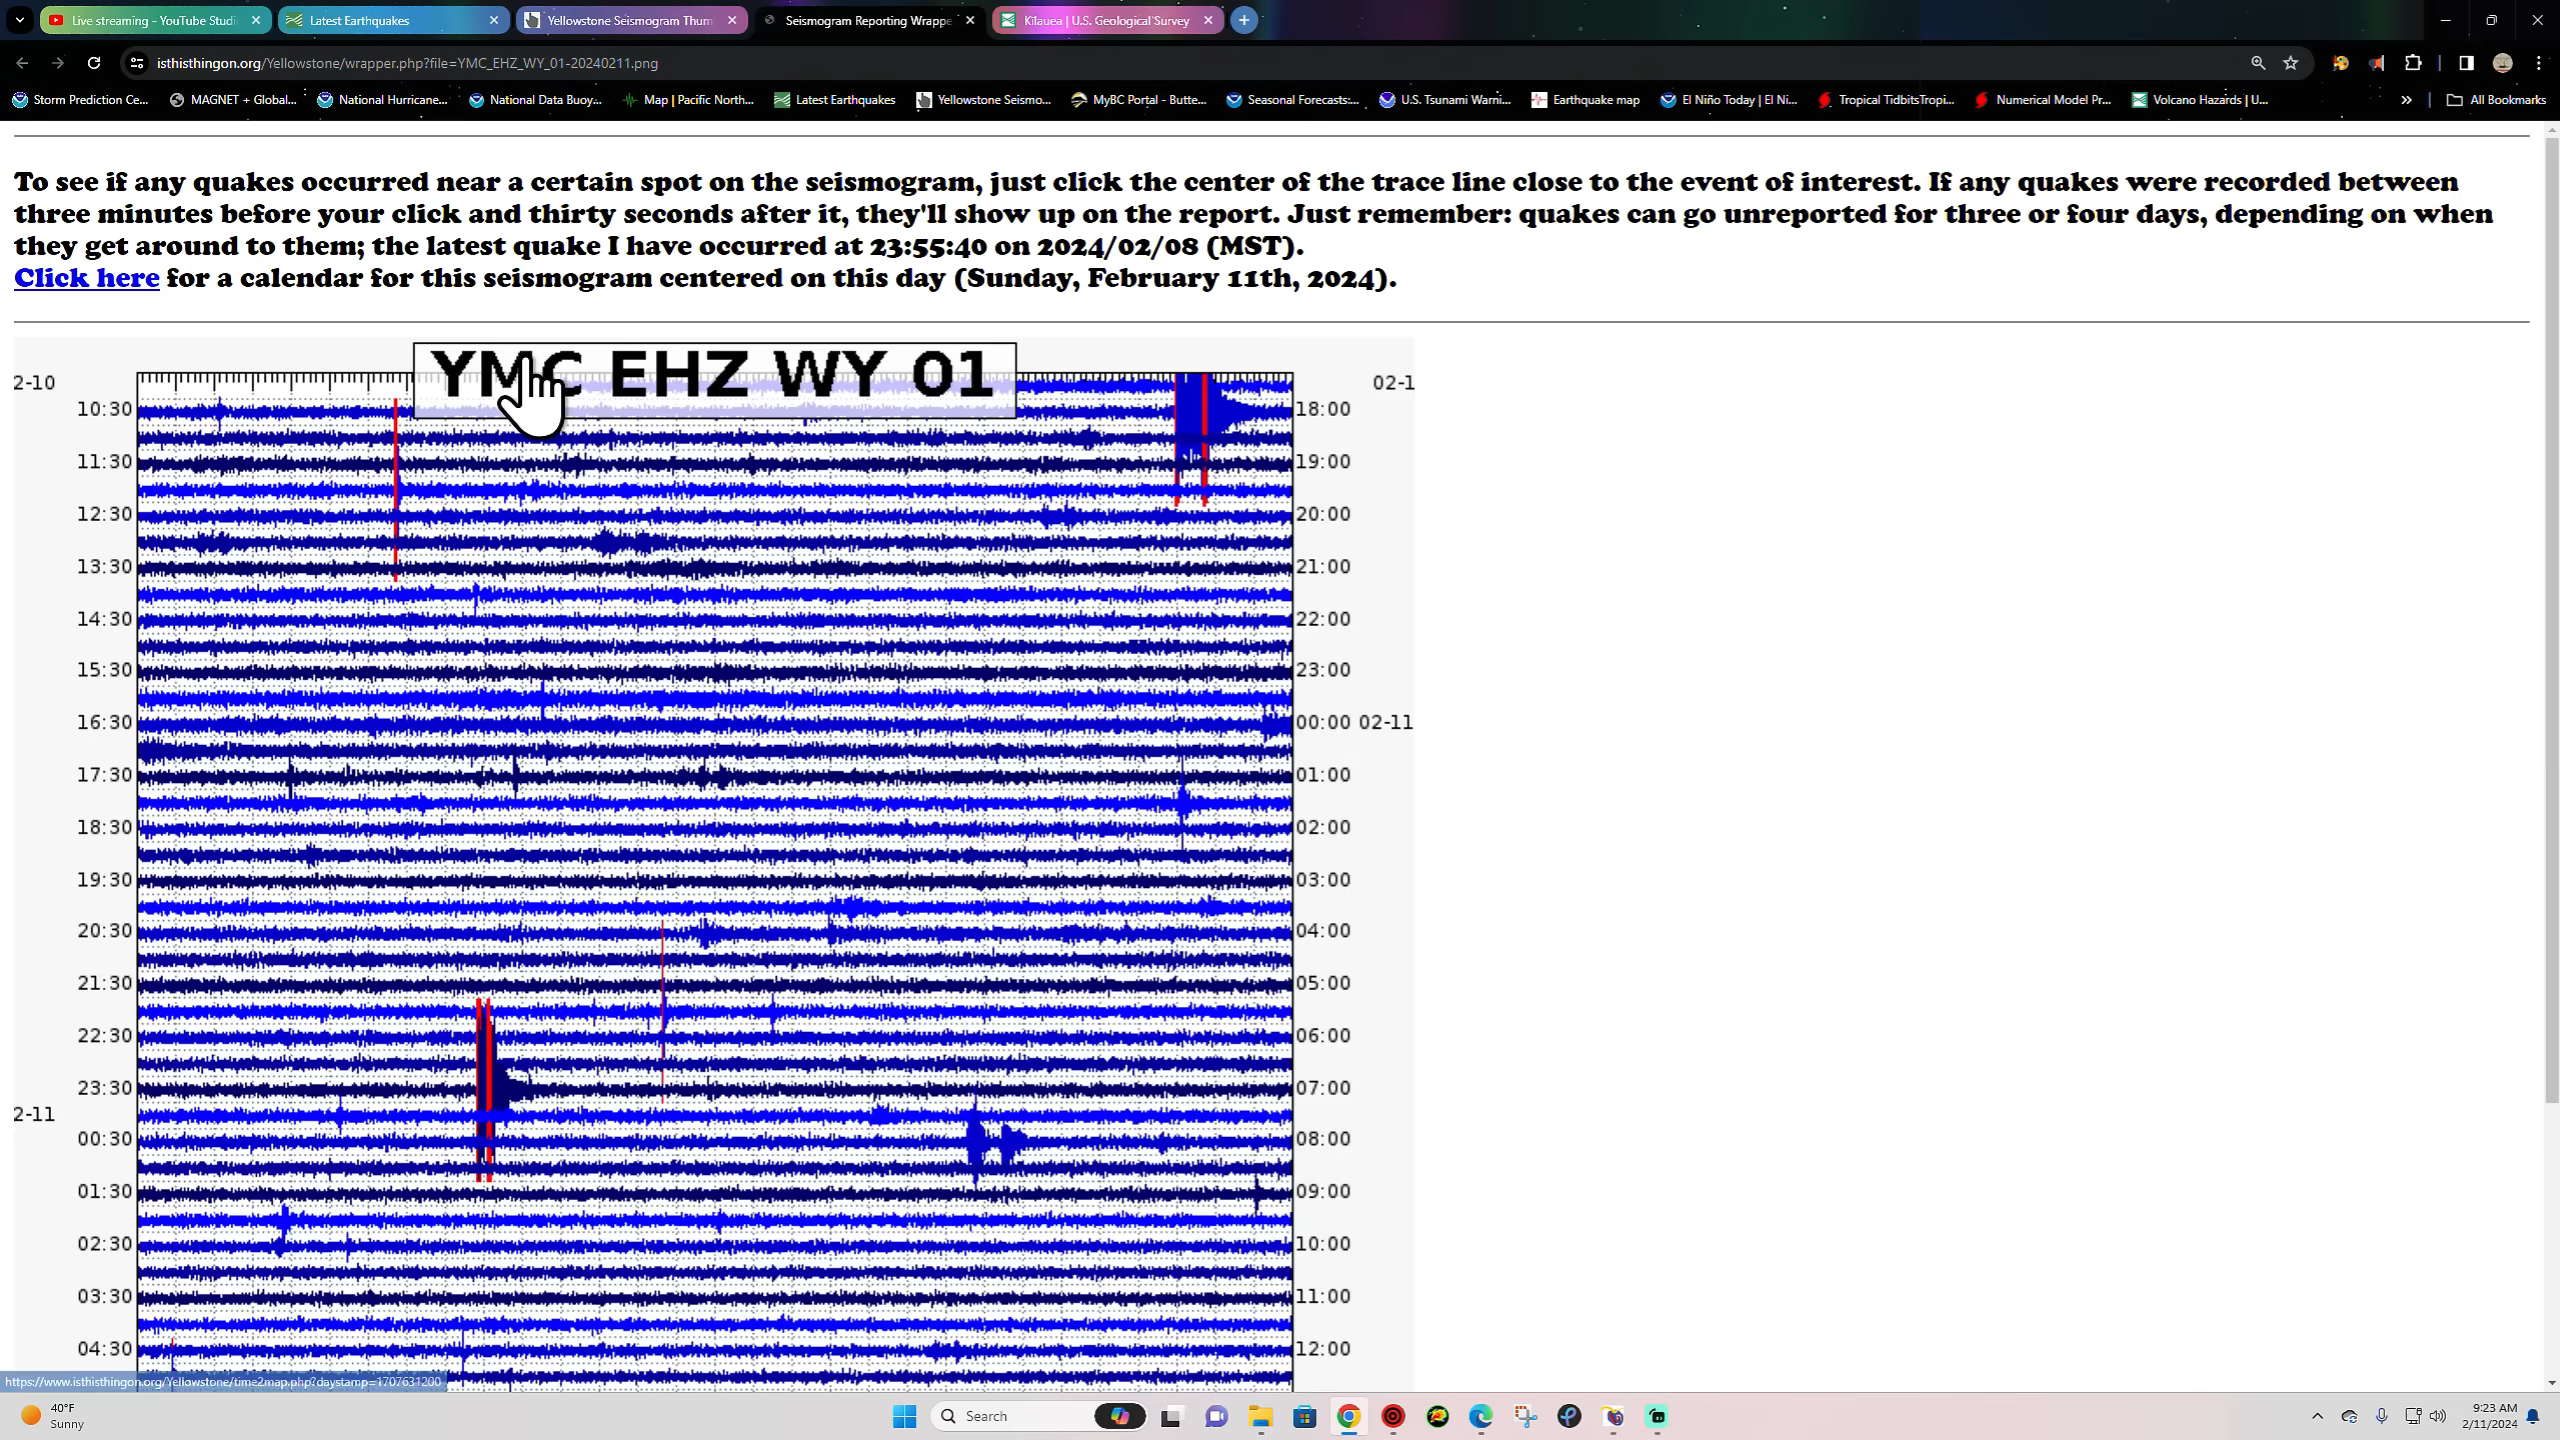 Live streaming - YouTube Studi
Latest Earthquakes
Yellowstone Seismogram Thum
Seismogram Reporting Wrappe
Kilauea | U.S. Geological Survey
isthisthingon.org/Yellowstone/wrapper.php?file=YMC_EHZ_WY_01-20240211.png
Storm Prediction Ce...
MAGNET + Global...
National Hurricane...
National Data Buoy...
Map | Pacific North...
Latest Earthquakes
Yellowstone Seismo...
MyBC Portal - Butte...
Seasonal Forecasts:...
U.S. Tsunami Warni...
Earthquake map
El Niño Today | El Ni...
Tropical TidbitsTropi...
Numerical Model Pr...
Volcano Hazards | U...
All Bookmarks
To see if any quakes occurred near a certain spot on the seismogram, just click the center of the trace line close to the event of interest. If any quakes were recorded between
three minutes before your click and thirty seconds after it, they'll show up on the report. Just remember: quakes can go unreported for three or four days, depending on when
they get around to them; the latest quake I have occurred at 23:55:40 on 2024/02/08 (MST).
Click here for a calendar for this seismogram centered on this day (Sunday, February 11th, 2024).
YMC EHZ WY 01
2-10 02-1
10:30 18:00
11:30 19:00
12:30 20:00
13:30 21:00
14:30 22:00
15:30 23:00
16:30 00:00 02-11
17:30 01:00
18:30 02:00
19:30 03:00
20:30 04:00
21:30 05:00
22:30 06:00
23:30 07:00
2-11
00:30 08:00
01:30 09:00
02:30 10:00
03:30 11:00
04:30 12:00
https://www.isthisthingon.org/Yellowstone/time2map.php?daystamp=1707631200
40°F
Sunny
Search
9:23 AM
2/11/2024